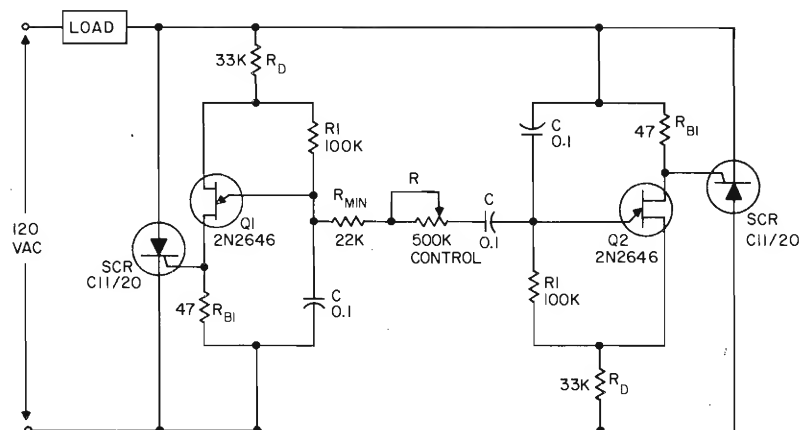 LOAD
33K R_D
R1
100K
C
0.1
47 R_B1
120
VAC
Q1
2N2646
R_MIN
22K
R
500K
CONTROL
C
0.1
Q2
2N2646
SCR
C11/20
SCR
C11/20
47 R_B1
C
0.1
R1
100K
33K R_D